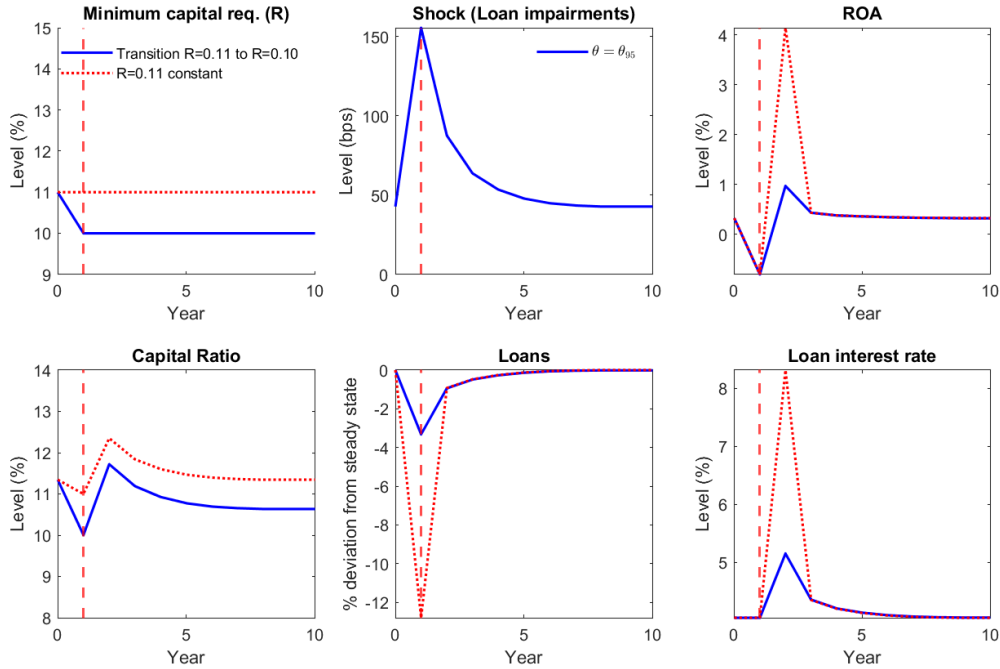 Minimum capital req. (R)
15
14
13
12
11
10
9
Level (%)
Transition R=0.11 to R=0.10
R=0.11 constant
0
5
10
Year
Shock (Loan impairments)
150
100
50
0
Level (bps)
θ = θ₉₅
0
5
10
Year
ROA
4
3
2
1
0
Level (%)
0
5
10
Year
Capital Ratio
14
13
12
11
10
9
8
Level (%)
0
5
10
Year
Loans
0
-2
-4
-6
-8
-10
-12
% deviation from steady state
0
5
10
Year
Loan interest rate
8
7
6
5
4
Level (%)
0
5
10
Year